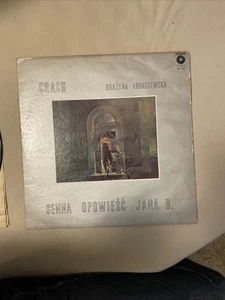 CRASH
GRAŻYNA ŁOBASZEWSKA
SENNA OPOWIEŚĆ JANA B.